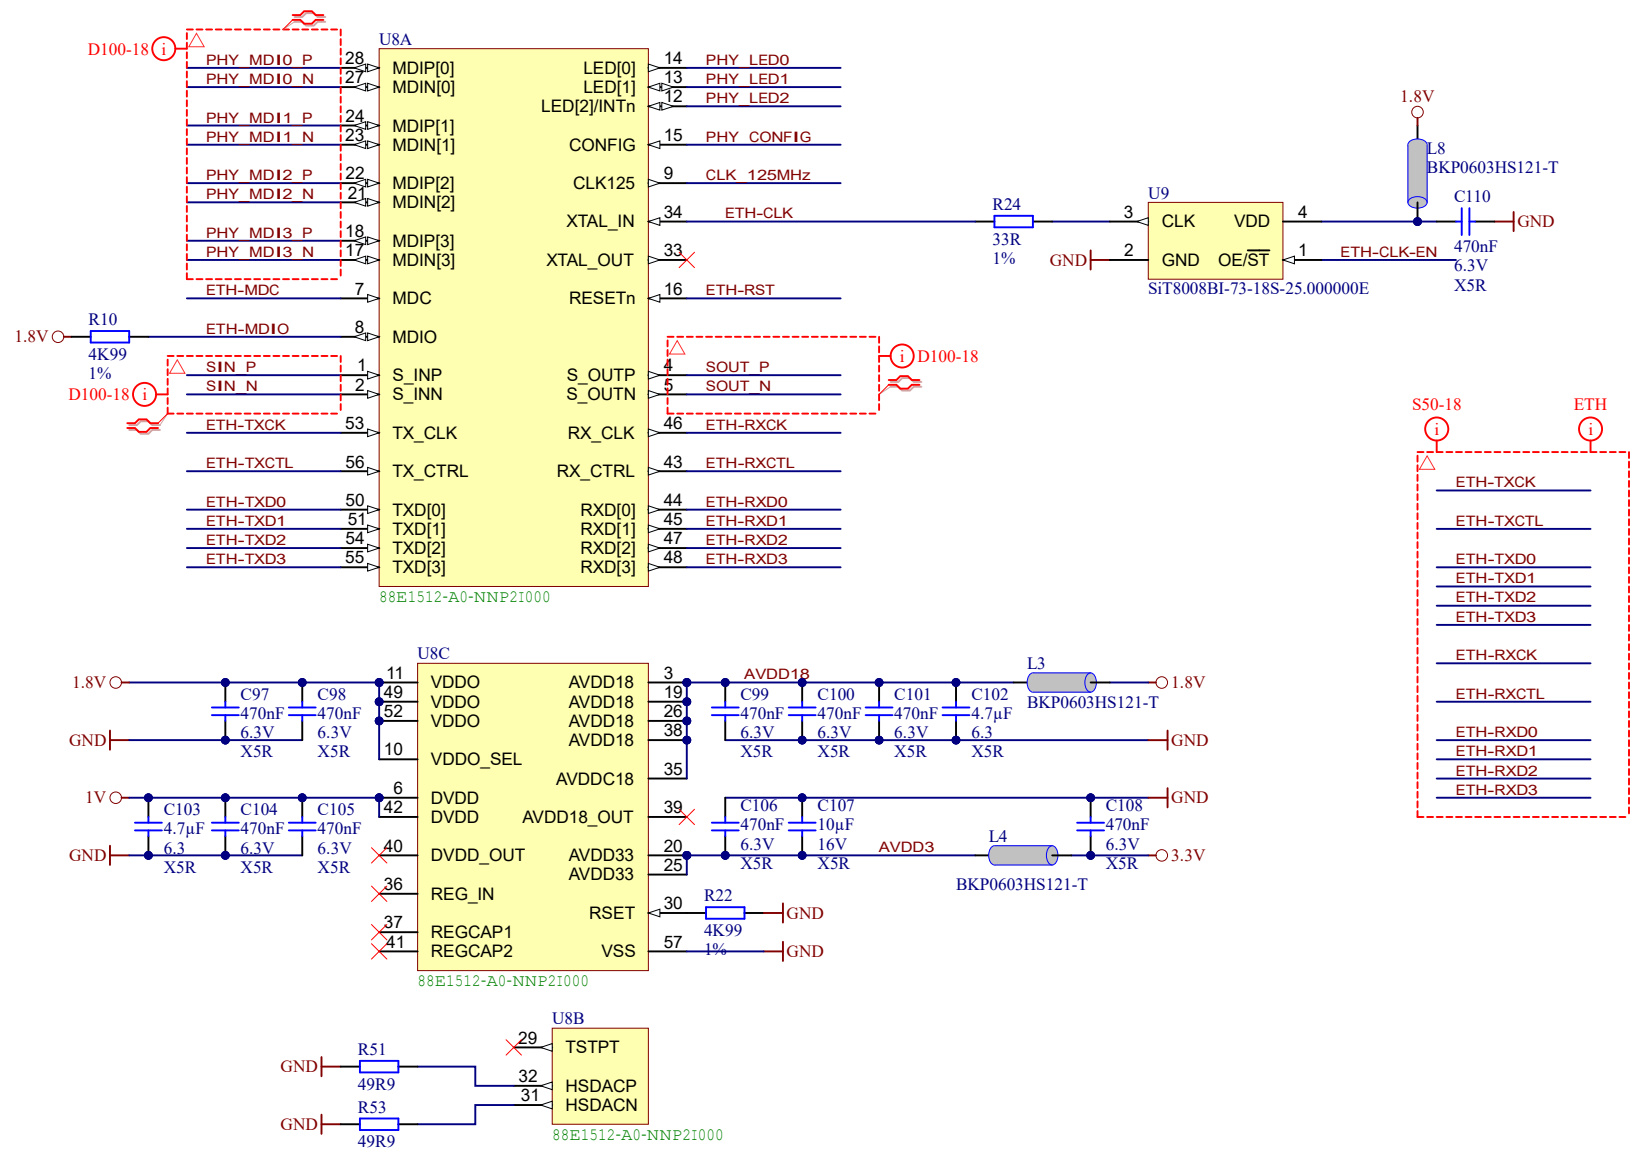 D100-18
PHY_MDI0_P 28
PHY_MDI0_N 27
PHY_MDI1_P 24
PHY_MDI1_N 23
PHY_MDI2_P 22
PHY_MDI2_N 21
PHY_MDI3_P 18
PHY_MDI3_N 17
ETH-MDC 7
1.8V R10 4K99 1% ETH-MDIO 8
D100-18
SIN_P 1
SIN_N 2
ETH-TXCK 53
ETH-TXCTL 56
ETH-TXD0 50
ETH-TXD1 51
ETH-TXD2 54
ETH-TXD3 55
U8A
MDIP[0] LED[0]
MDIN[0] LED[1]
LED[2]/INTn
MDIP[1]
MDIN[1] CONFIG
MDIP[2] CLK125
MDIN[2]
XTAL_IN
MDIP[3]
MDIN[3] XTAL_OUT
MDC RESETn
MDIO
S_INP S_OUTP
S_INN S_OUTN
TX_CLK RX_CLK
TX_CTRL RX_CTRL
TXD[0] RXD[0]
TXD[1] RXD[1]
TXD[2] RXD[2]
TXD[3] RXD[3]
88E1512-A0-NNP2I000
14 PHY_LED0
13 PHY_LED1
12 PHY_LED2
15 PHY_CONFIG
9 CLK_125MHz
34 ETH-CLK
33
16 ETH-RST
4 SOUT_P
5 SOUT_N
D100-18
46 ETH-RXCK
43 ETH-RXCTL
44 ETH-RXD0
45 ETH-RXD1
47 ETH-RXD2
48 ETH-RXD3
R24
33R
1%
U9
3 CLK VDD 4
GND 2 GND OE/ST 1 ETH-CLK-EN
SiT8008BI-73-18S-25.000000E
1.8V
L8
BKP0603HS121-T
C110
GND
470nF
6.3V
X5R
S50-18 ETH
ETH-TXCK
ETH-TXCTL
ETH-TXD0
ETH-TXD1
ETH-TXD2
ETH-TXD3
ETH-RXCK
ETH-RXCTL
ETH-RXD0
ETH-RXD1
ETH-RXD2
ETH-RXD3
U8C
1.8V
GND
C97
470nF
6.3V
X5R
C98
470nF
6.3V
X5R
1V
GND
C103
4.7µF
6.3
X5R
C104
470nF
6.3V
X5R
C105
470nF
6.3V
X5R
11 VDDO AVDD18 3
49 VDDO AVDD18 19
52 VDDO AVDD18 26
AVDD18 38
10 VDDO_SEL
AVDDC18 35
6 DVDD
42 DVDD AVDD18_OUT 39
40 DVDD_OUT AVDD33 20
AVDD33 25
36 REG_IN
RSET 30
37 REGCAP1
41 REGCAP2 VSS 57
88E1512-A0-NNP2I000
AVDD18
C99
470nF
6.3V
X5R
C100
470nF
6.3V
X5R
C101
470nF
6.3V
X5R
C102
4.7µF
6.3
X5R
L3
BKP0603HS121-T
1.8V
GND
GND
C106
470nF
6.3V
X5R
C107
10µF
16V
X5R
AVDD3
L4
BKP0603HS121-T
C108
470nF
6.3V
X5R
3.3V
R22
4K99
1%
GND
GND
U8B
29 TSTPT
32 HSDACP
31 HSDACN
88E1512-A0-NNP2I000
GND R51
49R9
GND R53
49R9